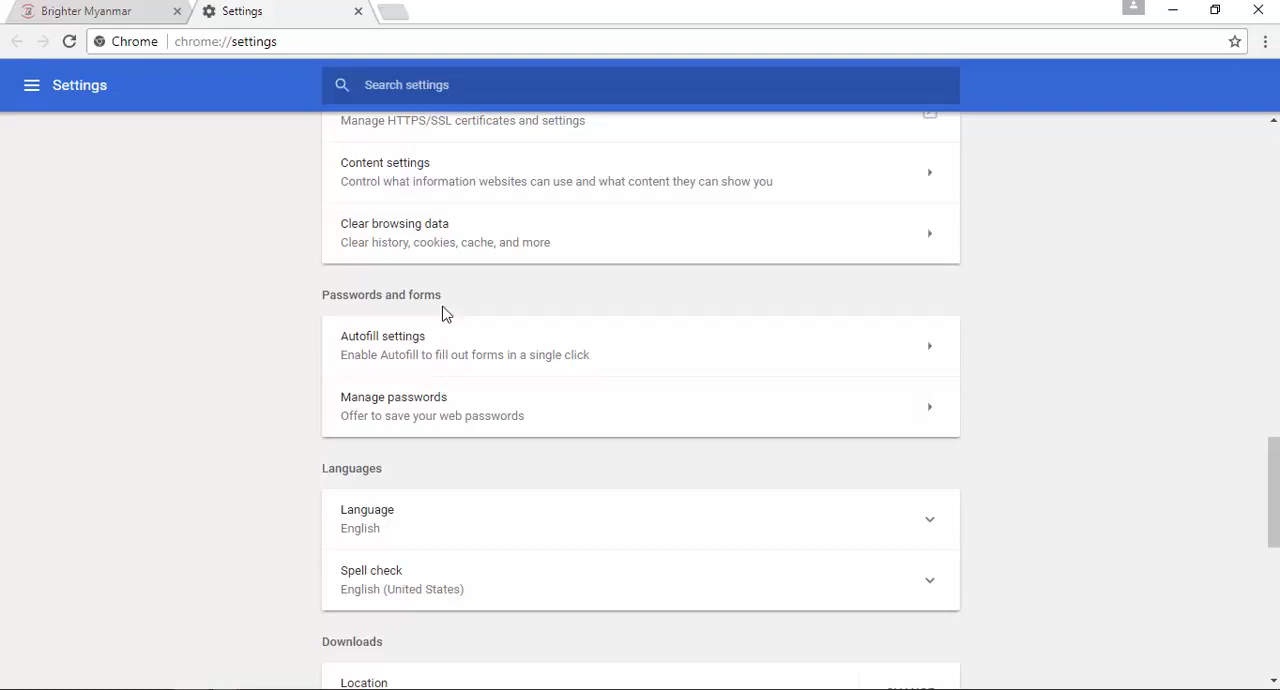 Brighter Myanmar
Settings
Chrome
chrome://settings
Settings
Search settings
Manage HTTPS/SSL certificates and settings
Content settings
Control what information websites can use and what content they can show you
Clear browsing data
Clear history, cookies, cache, and more
Passwords and forms
Autofill settings
Enable Autofill to fill out forms in a single click
Manage passwords
Offer to save your web passwords
Languages
Language
English
Spell check
English (United States)
Downloads
Location